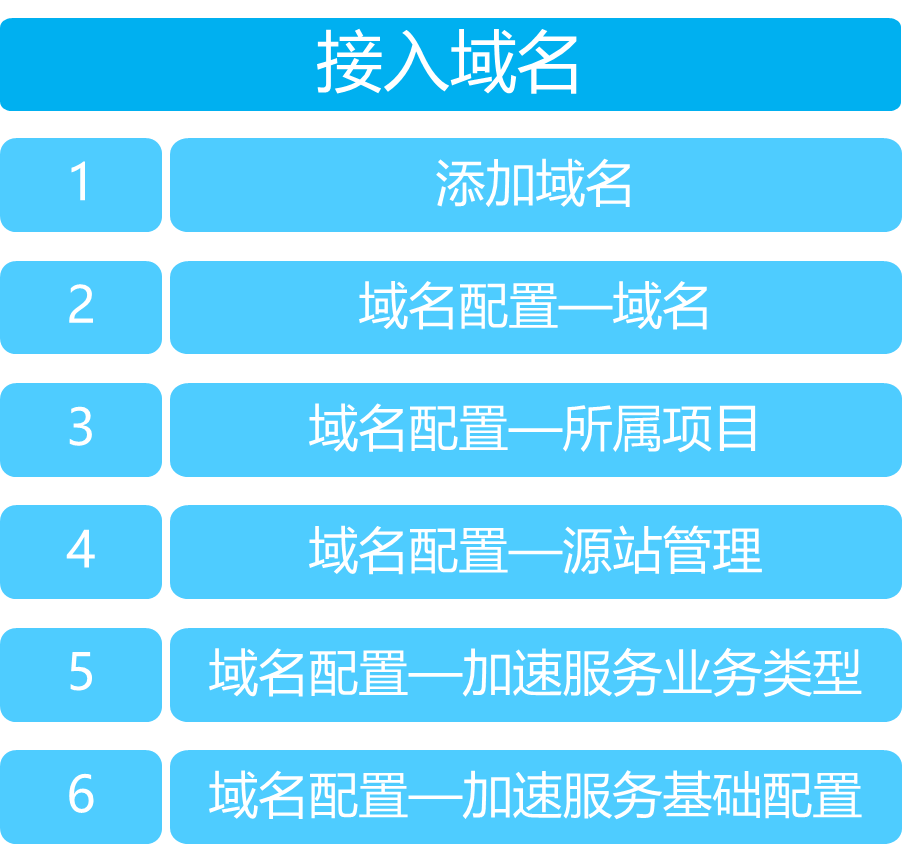 接入域名
1 添加域名
2 域名配置—域名
3 域名配置—所属项目
4 域名配置—源站管理
5 域名配置—加速服务业务类型
6 域名配置—加速服务基础配置